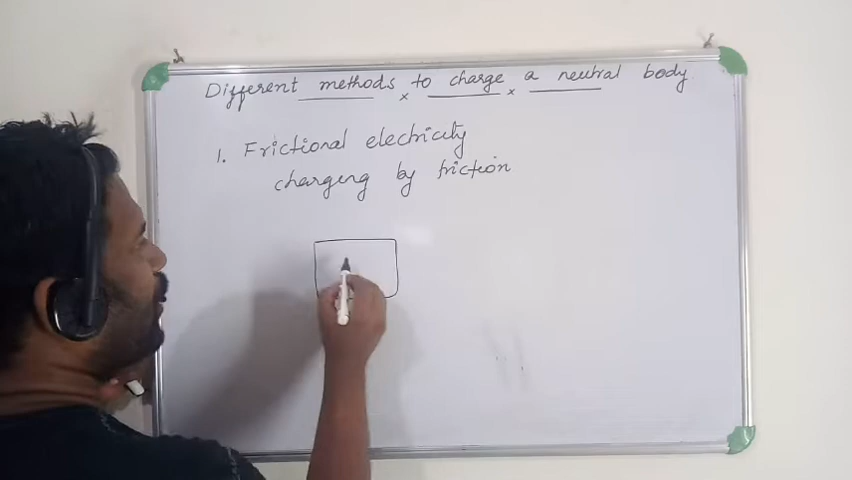 Different methods to charge a neutral body
1. Frictional electricity
charging by friction